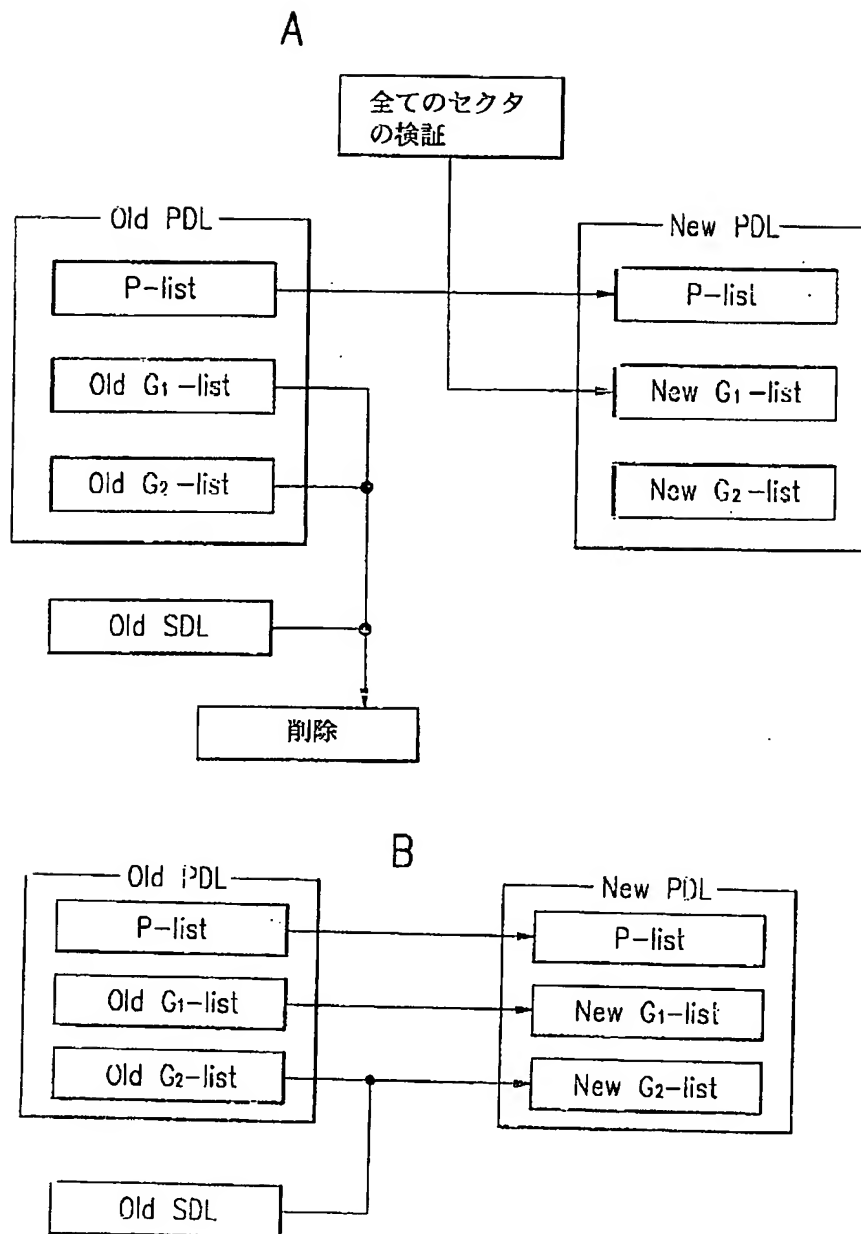 A
全てのセクタ
の検証
Old PDL
New PDL
P-list
P-list
Old G1-list
New G1-list
Old G2-list
New G2-list
Old SDL
削除
B
Old PDL
New PDL
P-list
P-list
Old G1-list
New G1-list
Old G2-list
New G2-list
Old SDL